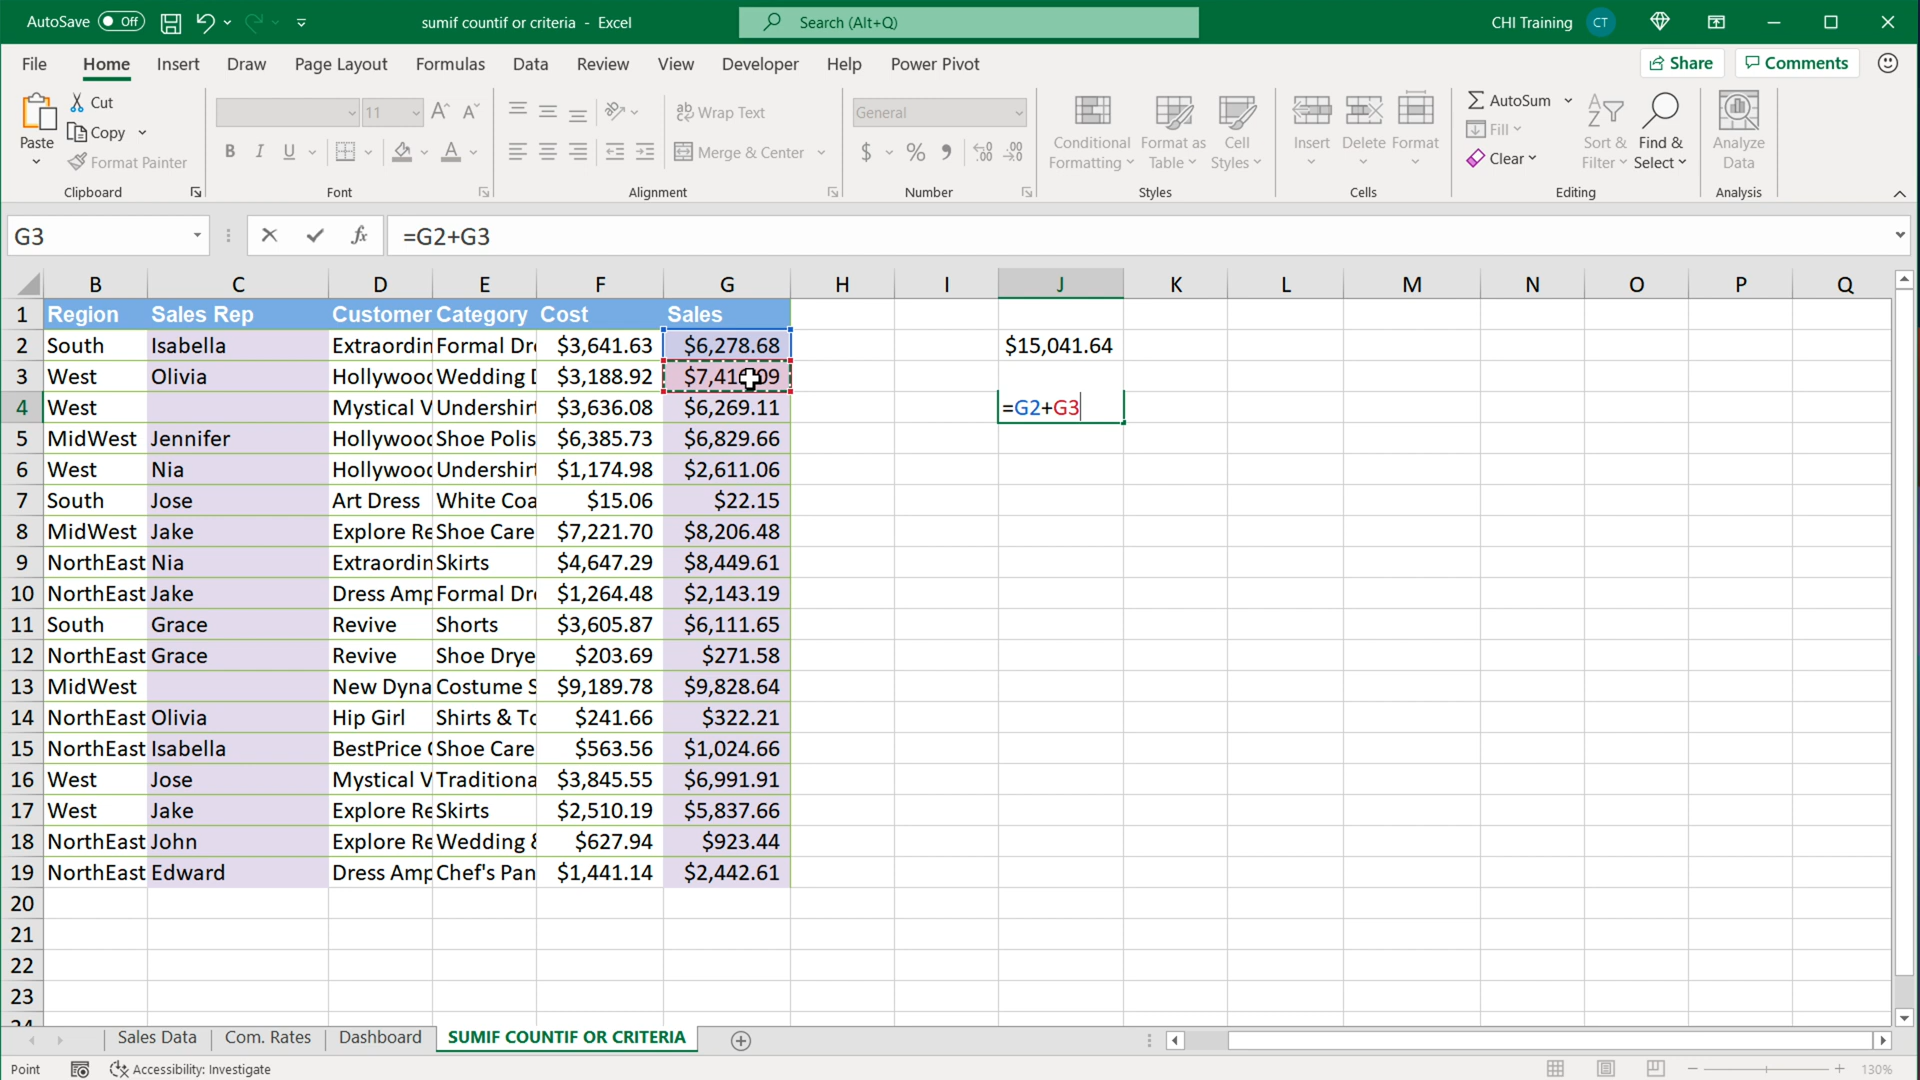 AutoSave Off sumif countif or criteria - Excel Search (Alt+Q) CHI Training CT
File Home Insert Draw Page Layout Formulas Data Review View Developer Help Power Pivot Share Comments
Paste
Cut
Copy
Format Painter
Clipboard
11
B I U
Font
ab Wrap Text
Merge & Center
Alignment
General
$ % 9
Number
Conditional Formatting
Format as Table
Cell Styles
Styles
Insert Delete Format
Cells
AutoSum
Fill
Clear
Sort & Filter
Find & Select
Editing
Analyze Data
Analysis
G3 fx =G2+G3
B C D E F G H I J K L M N O P Q
1 Region Sales Rep Customer Category Cost Sales
2 South Isabella Extraordin Formal Dr $3,641.63 $6,278.68 $15,041.64
3 West Olivia Hollywood Wedding $3,188.92
4 West Mystical V Undershirt $3,636.08 $6,269.11 =G2+G3
5 MidWest Jennifer Hollywood Shoe Polis $6,385.73 $6,829.66
6 West Nia Hollywood Undershirt $1,174.98 $2,611.06
7 South Jose Art Dress White Coa $15.06 $22.15
8 MidWest Jake Explore Re Shoe Care $7,221.70 $8,206.48
9 NorthEast Nia Extraordin Skirts $4,647.29 $8,449.61
10 NorthEast Jake Dress Amp Formal Dr $1,264.48 $2,143.19
11 South Grace Revive Shorts $3,605.87 $6,111.65
12 NorthEast Grace Revive Shoe Drye $203.69 $271.58
13 MidWest New Dyna Costume S $9,189.78 $9,828.64
14 NorthEast Olivia Hip Girl Shirts & To $241.66 $322.21
15 NorthEast Isabella BestPrice Shoe Care $563.56 $1,024.66
16 West Jose Mystical V Traditiona $3,845.55 $6,991.91
17 West Jake Explore Re Skirts $2,510.19 $5,837.66
18 NorthEast John Explore Re Wedding & $627.94 $923.44
19 NorthEast Edward Dress Amp Chef's Pan $1,441.14 $2,442.61
20
21
22
23
Sales Data Com. Rates Dashboard SUMIF COUNTIF OR CRITERIA
Point Accessibility: Investigate 130%